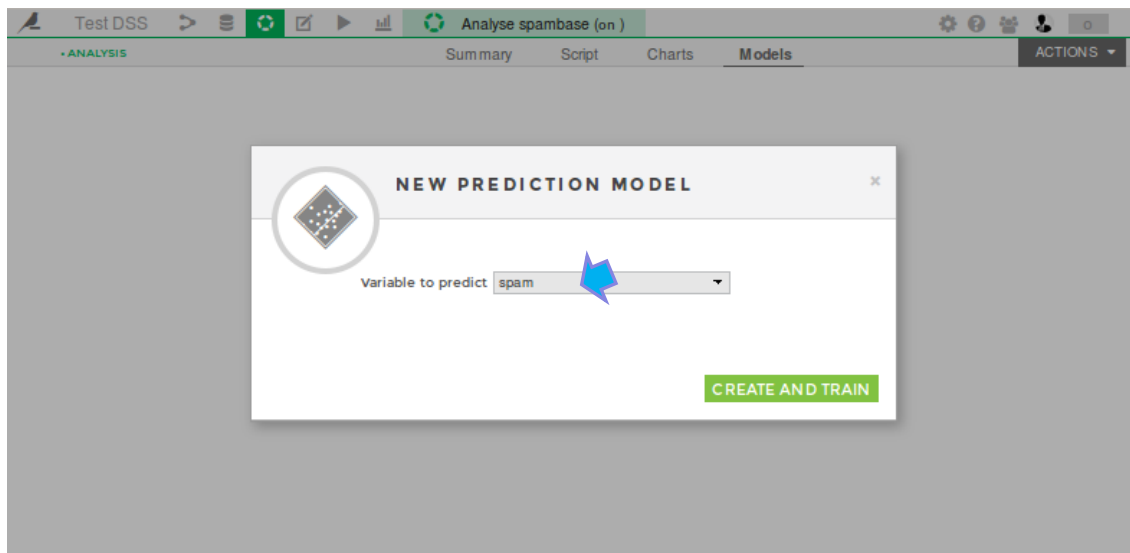 Test DSS Analyse spambase (on ) 0
• ANALYSIS Summary Script Charts Models ACTIONS
NEW PREDICTION MODEL ×
Variable to predict spam
CREATE AND TRAIN